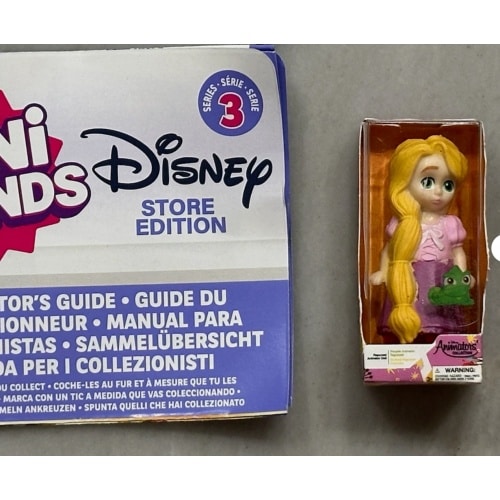 Ni
NDS
DISNEY
STORE
EDITION
SERIES · SÉRIE · SERIE
3
TOR'S GUIDE • GUIDE DU
IONNEUR • MANUAL PARA
NISTAS • SAMMELÜBERSICHT
DA PER I COLLEZIONISTI
OU COLLECT • COCHE-LES AU FUR ET À MESURE QUE TU LES
MARCA CON UN TIC A MEDIDA QUE VAS COLECCIONANDO •
MELN ANKREUZEN • SPUNTA QUELLI CHE HAI COLLEZIONATO
Animators'
WARNING: